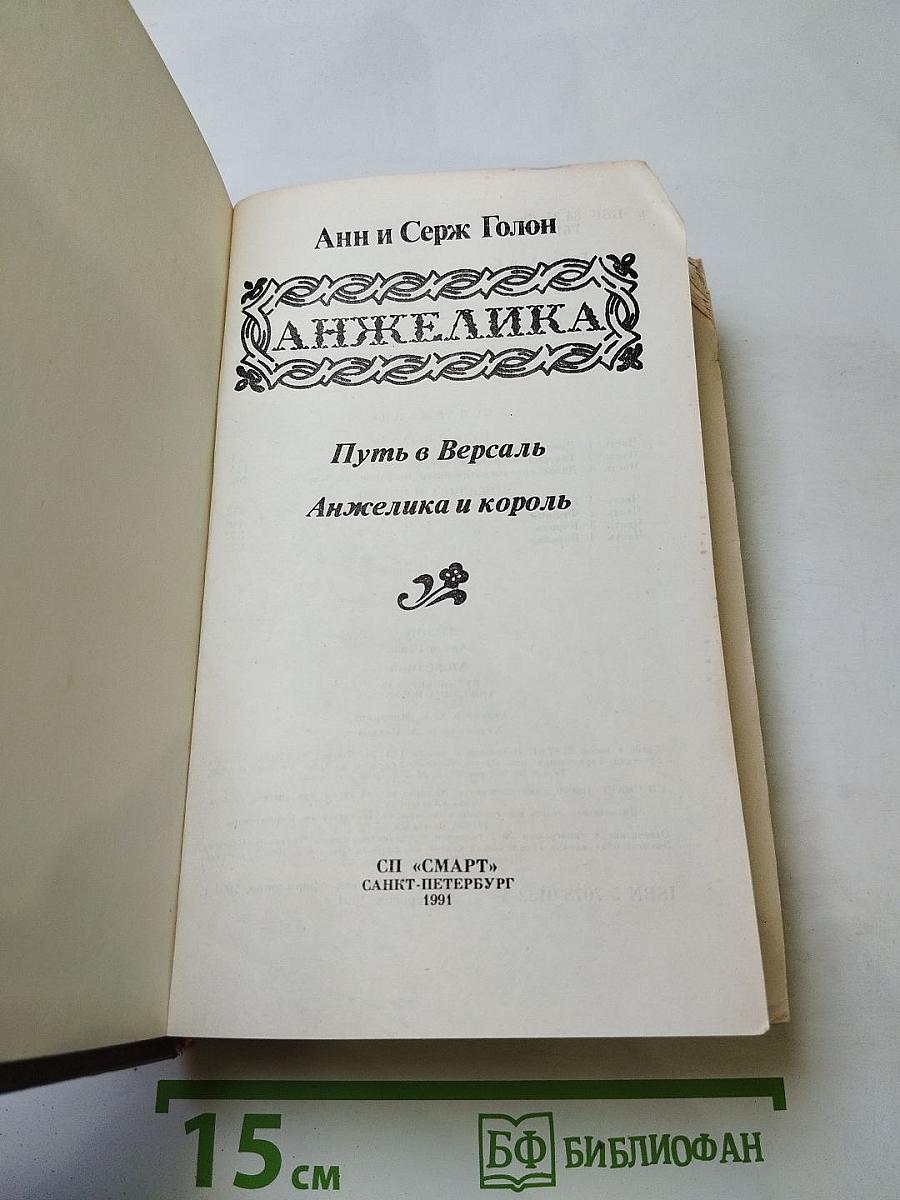 Анн и Серж Голон
АНЖЕЛИКА
Путь в Версаль
Анжелика и король
СП «СМАРТ»
САНКТ-ПЕТЕРБУРГ
1991
15 см
БФ БИБЛИОФАН